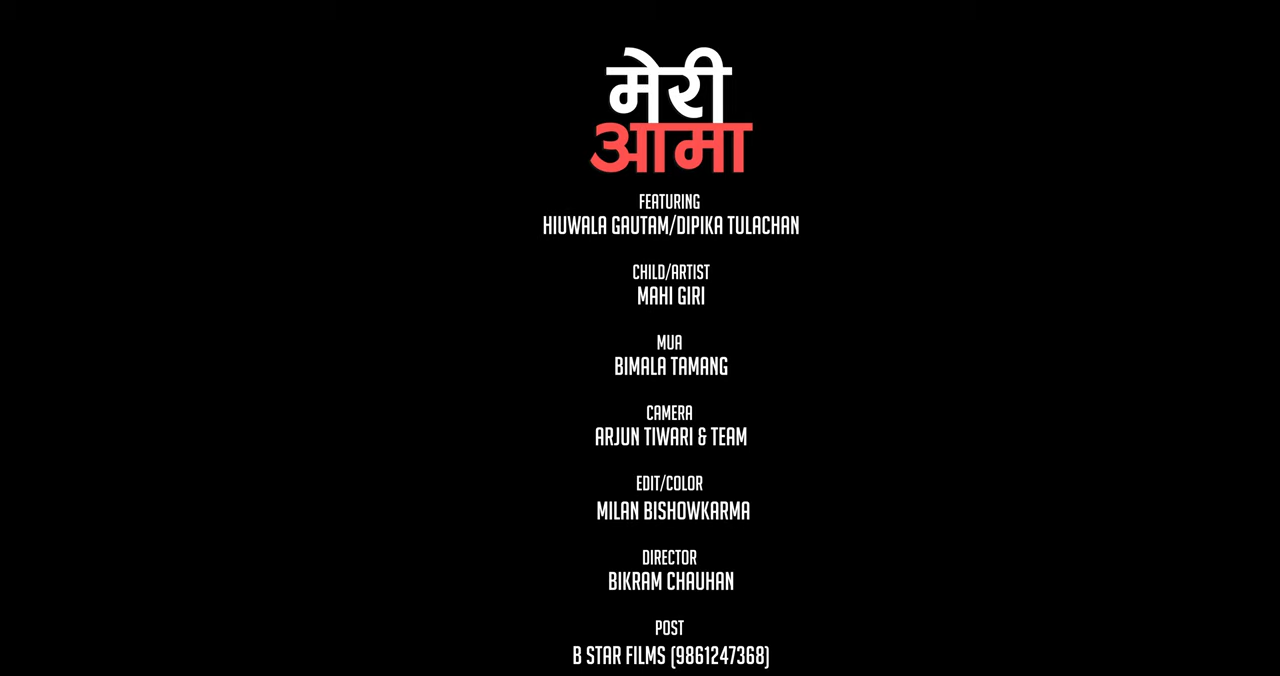 मेरी
आमा
FEATURING
HIUWALA GAUTAM/DIPIKA TULACHAN
CHILD/ARTIST
MAHI GIRI
MUA
BIMALA TAMANG
CAMERA
ARJUN TIWARI & TEAM
EDIT/COLOR
MILAN BISHOWKARMA
DIRECTOR
BIKRAM CHAUHAN
POST
B STAR FILMS (9861247368)